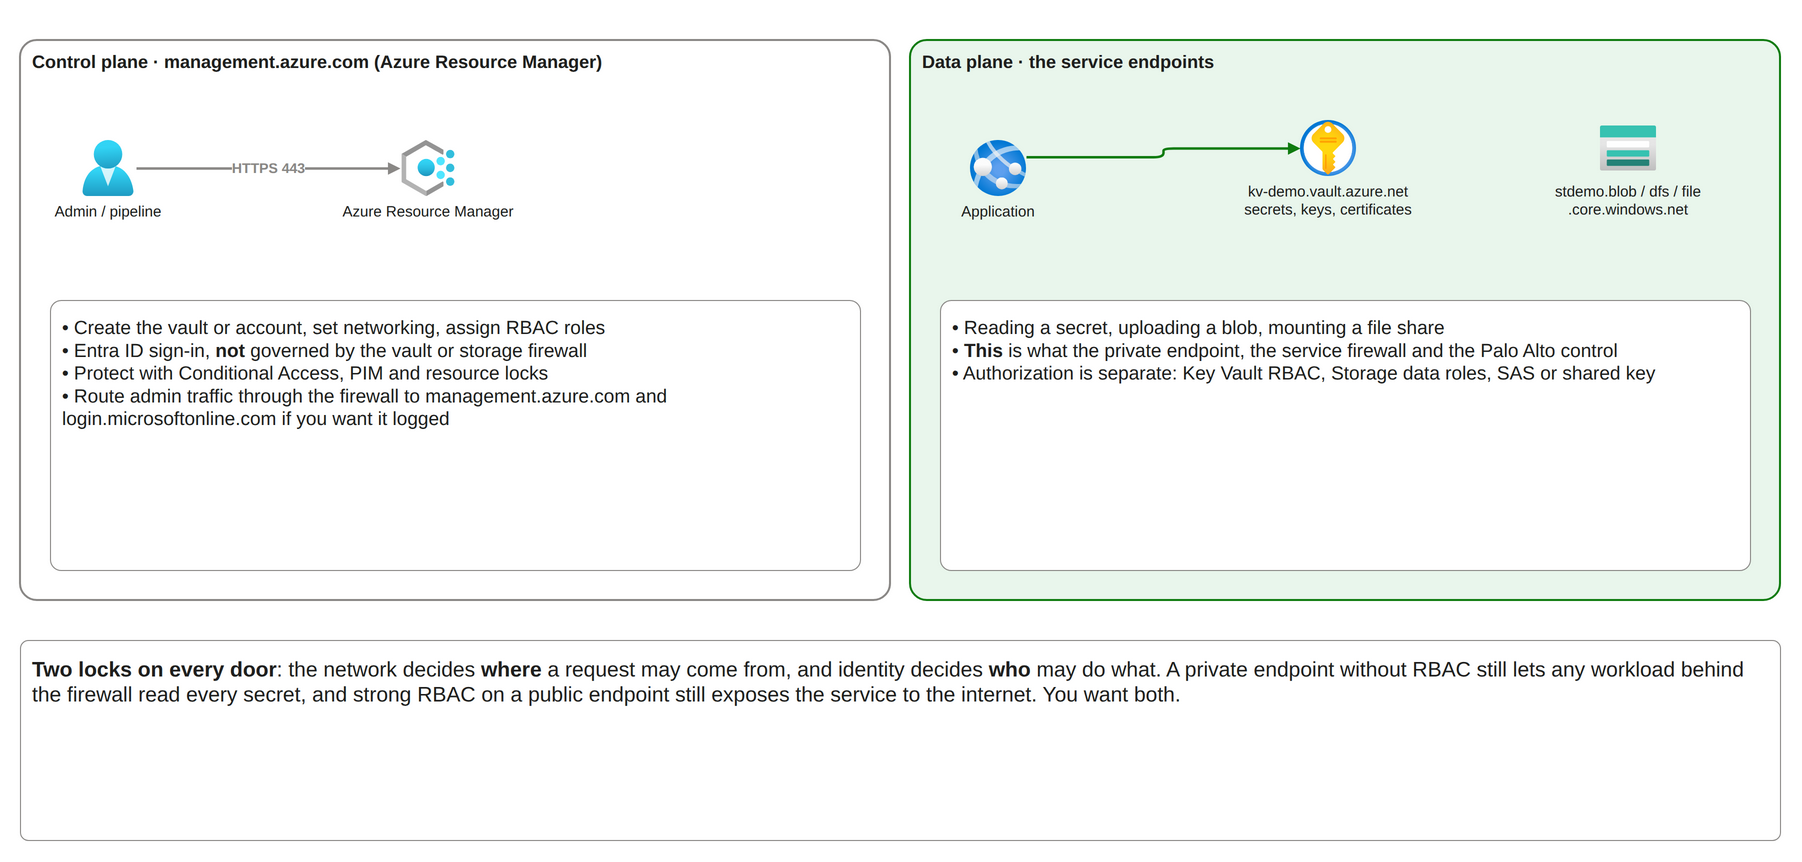 Control plane · management.azure.com (Azure Resource Manager)
HTTPS 443
Admin / pipeline
Azure Resource Manager
• Create the vault or account, set networking, assign RBAC roles
• Entra ID sign-in, not governed by the vault or storage firewall
• Protect with Conditional Access, PIM and resource locks
• Route admin traffic through the firewall to management.azure.com and
login.microsoftonline.com if you want it logged
Data plane · the service endpoints
Application
kv-demo.vault.azure.net
secrets, keys, certificates
stdemo.blob / dfs / file
.core.windows.net
• Reading a secret, uploading a blob, mounting a file share
• This is what the private endpoint, the service firewall and the Palo Alto control
• Authorization is separate: Key Vault RBAC, Storage data roles, SAS or shared key
Two locks on every door: the network decides where a request may come from, and identity decides who may do what. A private endpoint without RBAC still lets any workload behind
the firewall read every secret, and strong RBAC on a public endpoint still exposes the service to the internet. You want both.